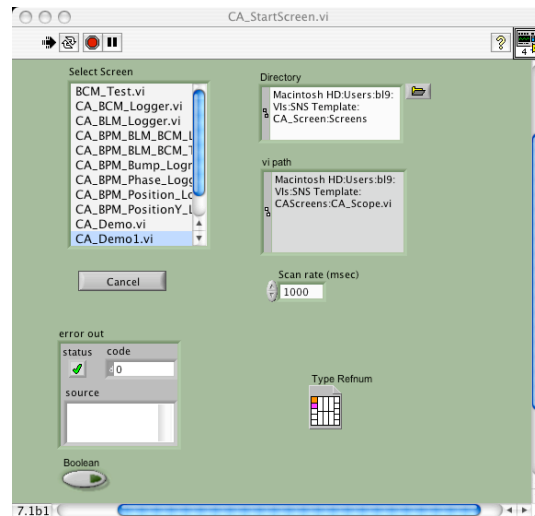 CA_StartScreen.vi
?
4
Select Screen
BCM_Test.vi
CA_BCM_Logger.vi
CA_BLM_Logger.vi
CA_BPM_BLM_BCM_L
CA_BPM_BLM_BCM_T
CA_BPM_Bump_Logr
CA_BPM_Phase_Logg
CA_BPM_Position_Lo
CA_BPM_PositionY_L
CA_Demo.vi
CA_Demo1.vi
Directory
Macintosh HD:Users:bl9:
VIs:SNS Template:
CA_Screen:Screens
vi path
Macintosh HD:Users:bl9:
VIs:SNS Template:
CAScreens:CA_Scope.vi
Cancel
Scan rate (msec)
1000
error out
status code
0
source
Type Refnum
Boolean
7.1b1